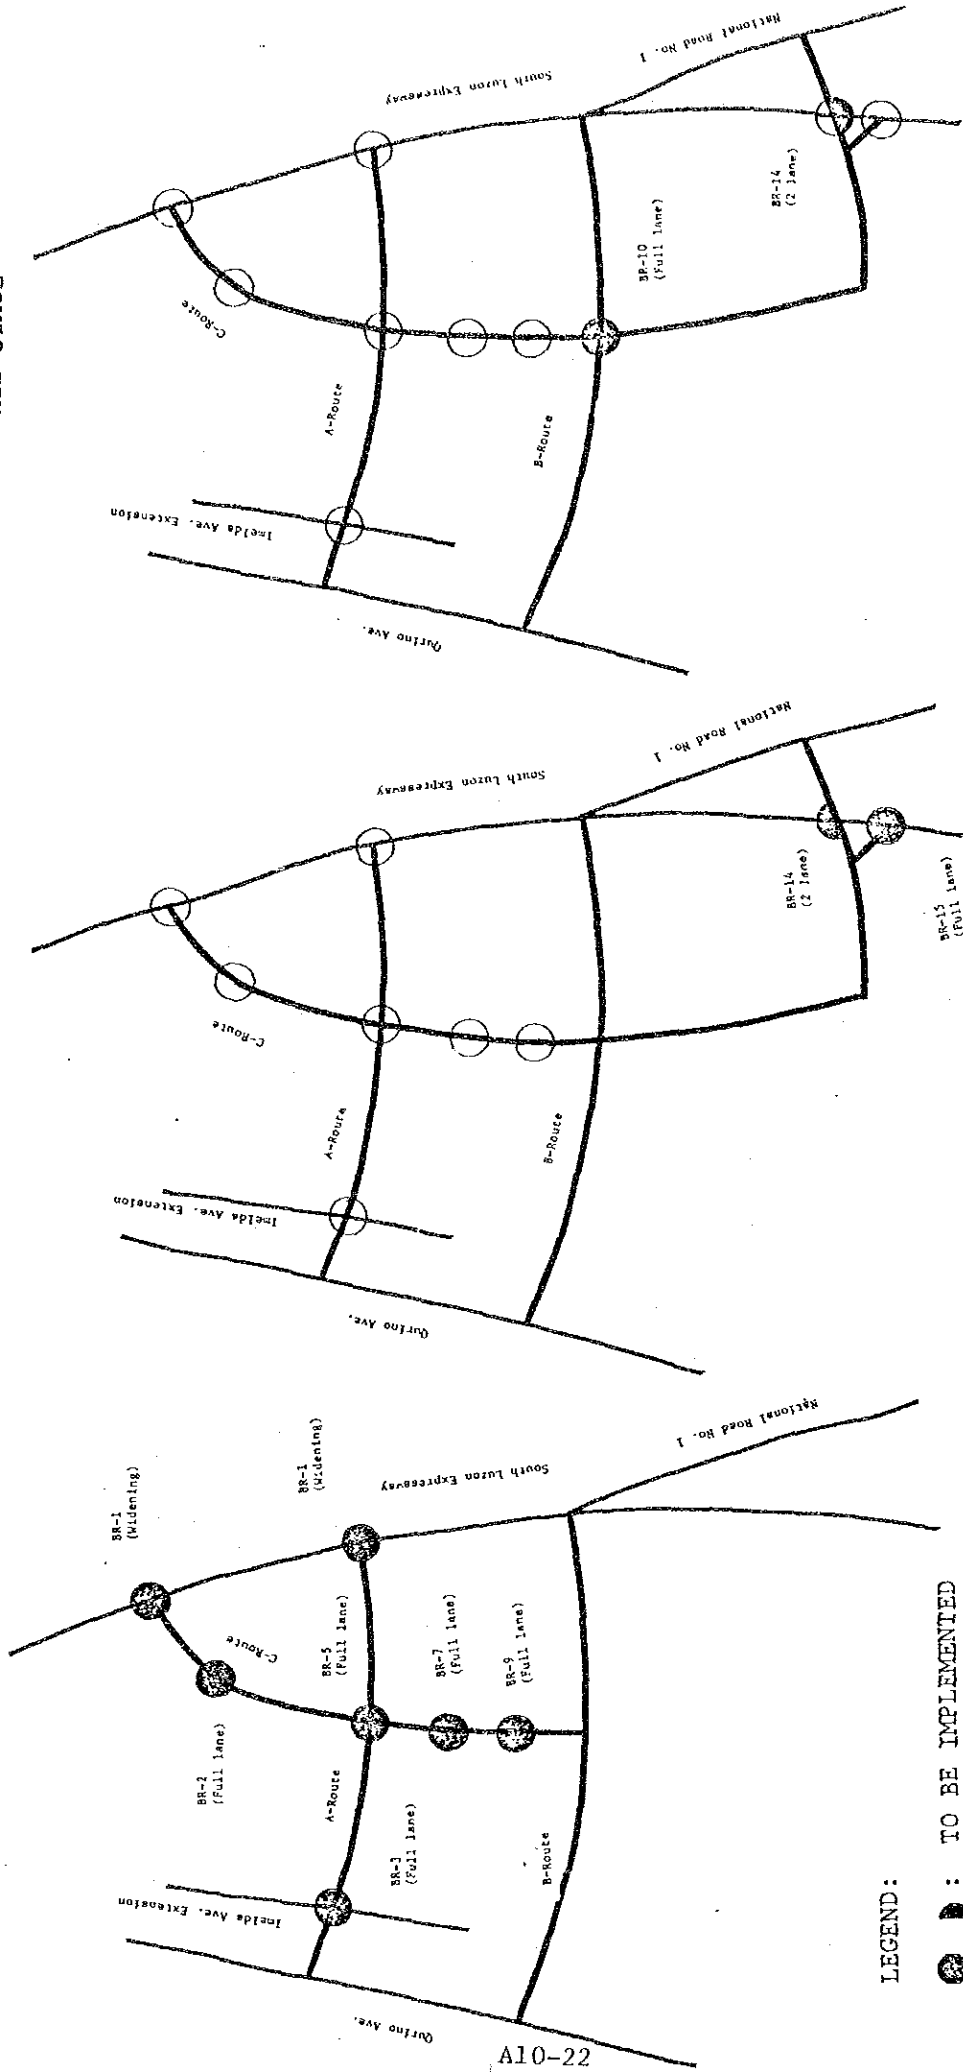 South Luzon Expressway
National Road No. 1
C-Route
A-Route
Imelda Ave. Extension
Qurino Ave.
B-Route
BR-10
(Full lane)
BR-14
(2 lane)
South Luzon Expressway
National Road No. 1
C-Route
A-Route
Imelda Ave. Extension
Qurino Ave.
B-Route
BR-14
(2 lane)
BR-15
(Full lane)
BR-1
(Widening)
BR-1
(Widening)
South Luzon Expressway
National Road No. 1
C-Route
BR-2
(Full lane)
BR-5
(Full lane)
BR-7
(Full lane)
BR-9
(Full lane)
A-Route
BR-3
(Full lane)
Imelda Ave. Extension
Qurino Ave.
B-Route
LEGEND:
: TO BE IMPLEMENTED
A10-22